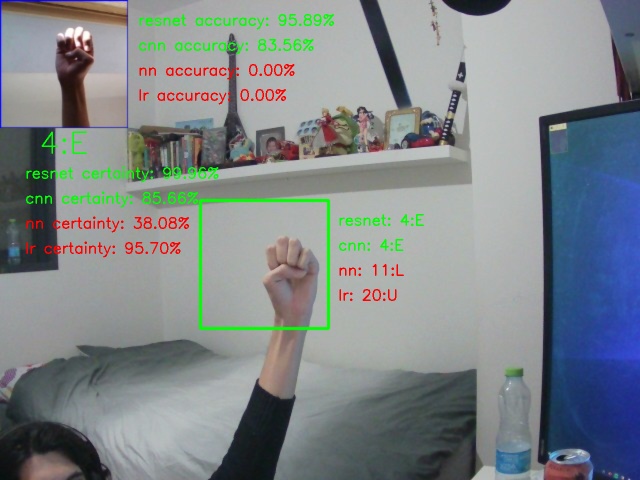 resnet accuracy: 95.89%
cnn accuracy: 83.56%
nn accuracy: 0.00%
lr accuracy: 0.00%
4:E
resnet certainty: 99.96%
cnn certainty: 85.66%
nn certainty: 38.08%
lr certainty: 95.70%
resnet: 4:E
cnn: 4:E
nn: 11:L
lr: 20:U